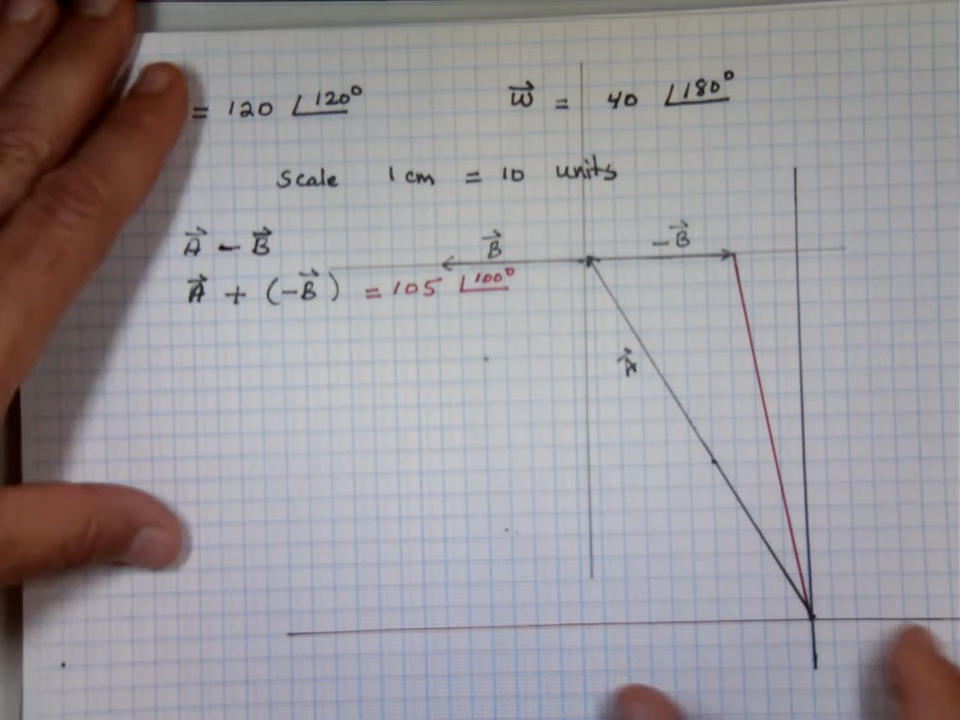 = 120 ∠120° w⃗ = 40 ∠180°
Scale 1 cm = 10 units
A⃗ − B⃗
A⃗ + (−B⃗) = 105 ∠100°
B⃗
−B⃗
A⃗